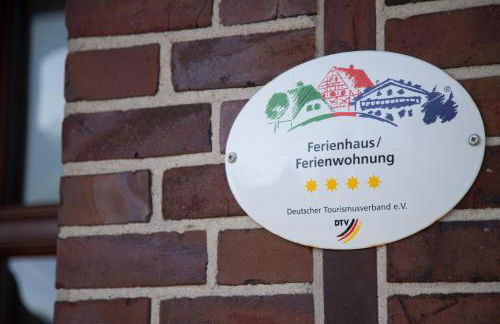 Ferienhaus/
Ferienwohnung
Deutscher Tourismusverband e.V.
DTV